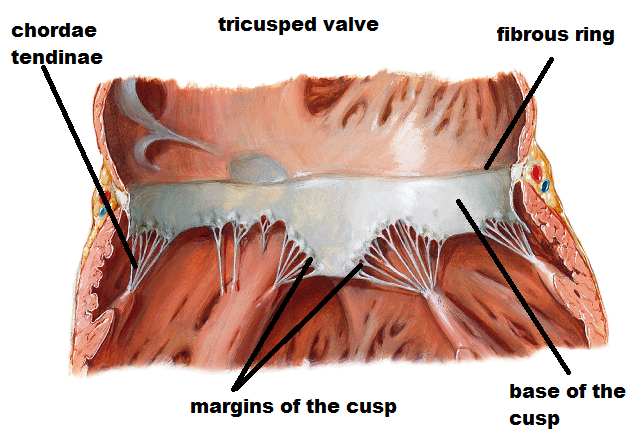 tricusped valve
chordae
tendinae
fibrous ring
margins of the cusp
base of the
cusp